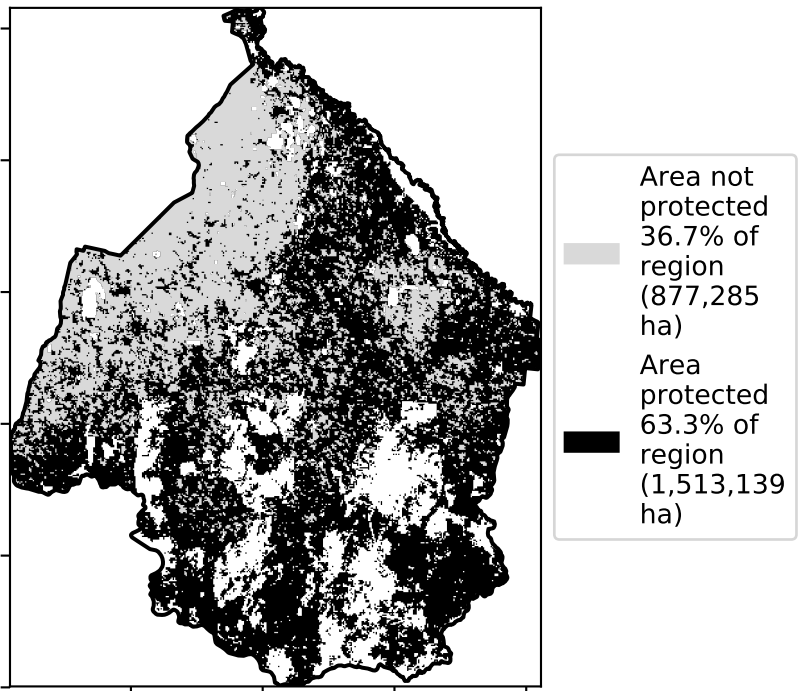 Area not
protected
36.7% of
region
(877,285
ha)
Area
protected
63.3% of
region
(1,513,139
ha)